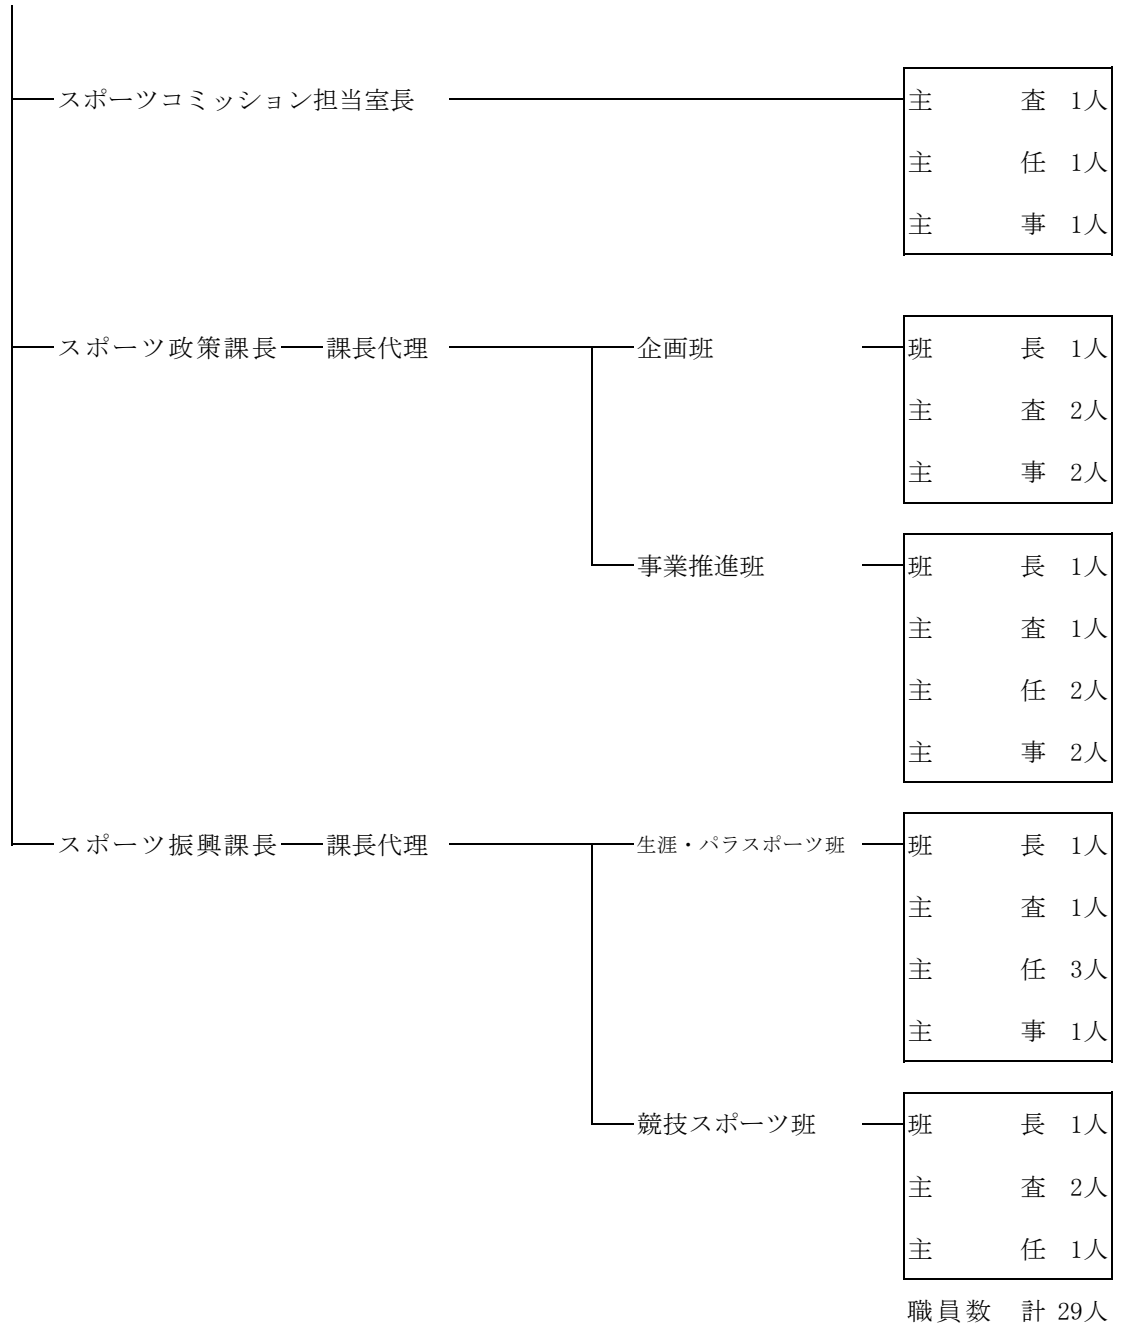 スポーツコミッション担当室長 主査 1人
主任 1人
主事 1人
スポーツ政策課長 課長代理 企画班 班長 1人
主査 2人
主事 2人
事業推進班 班長 1人
主査 1人
主任 2人
主事 2人
スポーツ振興課長 課長代理 生涯・パラスポーツ班 班長 1人
主査 1人
主任 3人
主事 1人
競技スポーツ班 班長 1人
主査 2人
主任 1人
職員数 計 29人